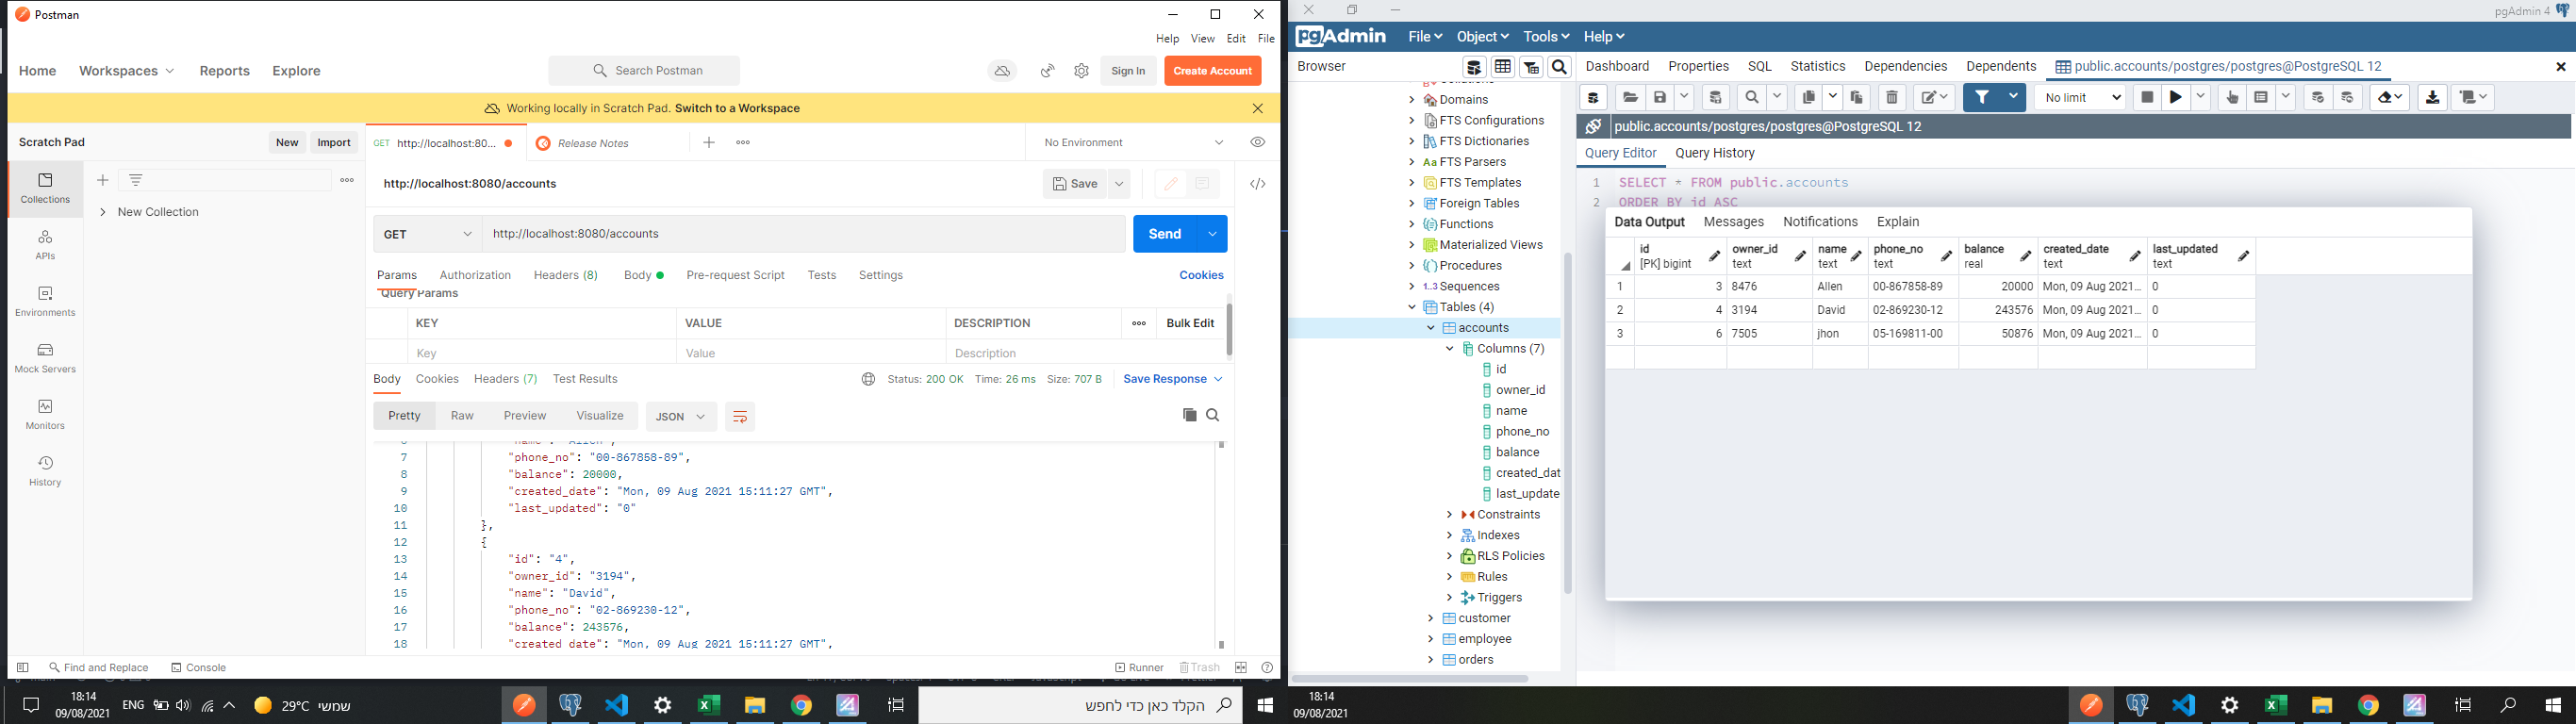 Postman
Help View Edit File
Home Workspaces Reports Explore
Search Postman
Sign In
Create Account
Working locally in Scratch Pad. Switch to a Workspace
Scratch Pad
New
Import
GET http://localhost:80...
Release Notes
No Environment
Collections
New Collection
APIs
Environments
Mock Servers
Monitors
History
http://localhost:8080/accounts
Save
GET
http://localhost:8080/accounts
Send
Params Authorization Headers (8) Body Pre-request Script Tests Settings
Cookies
Query Params
KEY VALUE DESCRIPTION
Bulk Edit
Key Value Description
Body Cookies Headers (7) Test Results
Status: 200 OK Time: 26 ms Size: 707 B
Save Response
Pretty Raw Preview Visualize
JSON
6 "name": "Allen",
7 "phone_no": "00-867858-89",
8 "balance": 20000,
9 "created_date": "Mon, 09 Aug 2021 15:11:27 GMT",
10 "last_updated": "0"
11 },
12 {
13 "id": "4",
14 "owner_id": "3194",
15 "name": "David",
16 "phone_no": "02-869230-12",
17 "balance": 243576,
18 "created_date": "Mon, 09 Aug 2021 15:11:27 GMT",
Find and Replace
Console
Runner
Trash
18:14
09/08/2021
ENG
29°C שמשי
הקלד כאן כדי לחפש
pgAdmin 4
pgAdmin
File Object Tools Help
Browser
Dashboard Properties SQL Statistics Dependencies Dependents public.accounts/postgres/postgres@PostgreSQL 12
No limit
public.accounts/postgres/postgres@PostgreSQL 12
Query Editor Query History
1 SELECT * FROM public.accounts
2 ORDER BY id ASC
Domains
FTS Configurations
FTS Dictionaries
Aa FTS Parsers
FTS Templates
Foreign Tables
Functions
Materialized Views
Procedures
1..3 Sequences
Tables (4)
accounts
Columns (7)
id
owner_id
name
phone_no
balance
created_dat
last_update
Constraints
Indexes
RLS Policies
Rules
Triggers
customer
employee
orders
Data Output Messages Notifications Explain
id owner_id name phone_no balance created_date last_updated
[PK] bigint text text text real text text
1 3 8476 Allen 00-867858-89 20000 Mon, 09 Aug 2021... 0
2 4 3194 David 02-869230-12 243576 Mon, 09 Aug 2021... 0
3 6 7505 jhon 05-169811-00 50876 Mon, 09 Aug 2021... 0
18:14
09/08/2021